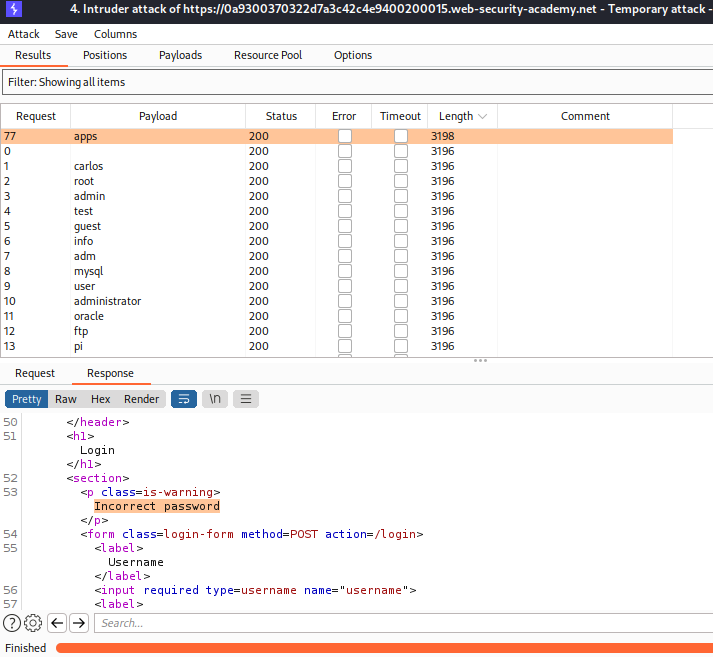 4. Intruder attack of https://0a9300370322d7a3c42c4e9400200015.web-security-academy.net - Temporary attack -
Attack Save Columns
Results Positions Payloads Resource Pool Options
Filter: Showing all items
Request Payload Status Error Timeout Length Comment
77 apps 200 3198
0 200 3196
1 carlos 200 3196
2 root 200 3196
3 admin 200 3196
4 test 200 3196
5 guest 200 3196
6 info 200 3196
7 adm 200 3196
8 mysql 200 3196
9 user 200 3196
10 administrator 200 3196
11 oracle 200 3196
12 ftp 200 3196
13 pi 200 3196
Request Response
Pretty Raw Hex Render \n
50 </header>
51 <h1>
Login
</h1>
52 <section>
53 <p class=is-warning>
Incorrect password
</p>
54 <form class=login-form method=POST action=/login>
55 <label>
Username
</label>
56 <input required type=username name="username">
57 <label>
? Search...
Finished